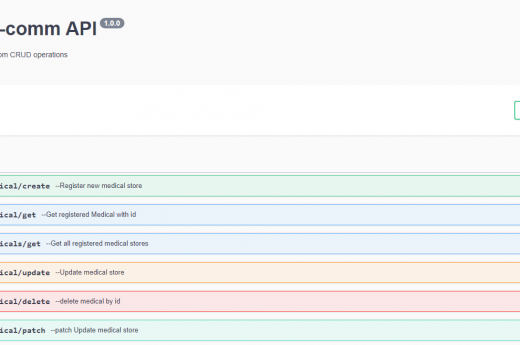 -comm API 1.0.0
om CRUD operations
ical/create --Register new medical store
ical/get --Get registered Medical with id
icals/get --Get all registered medical stores
ical/update --Update medical store
ical/delete --delete medical by id
ical/patch --patch Update medical store